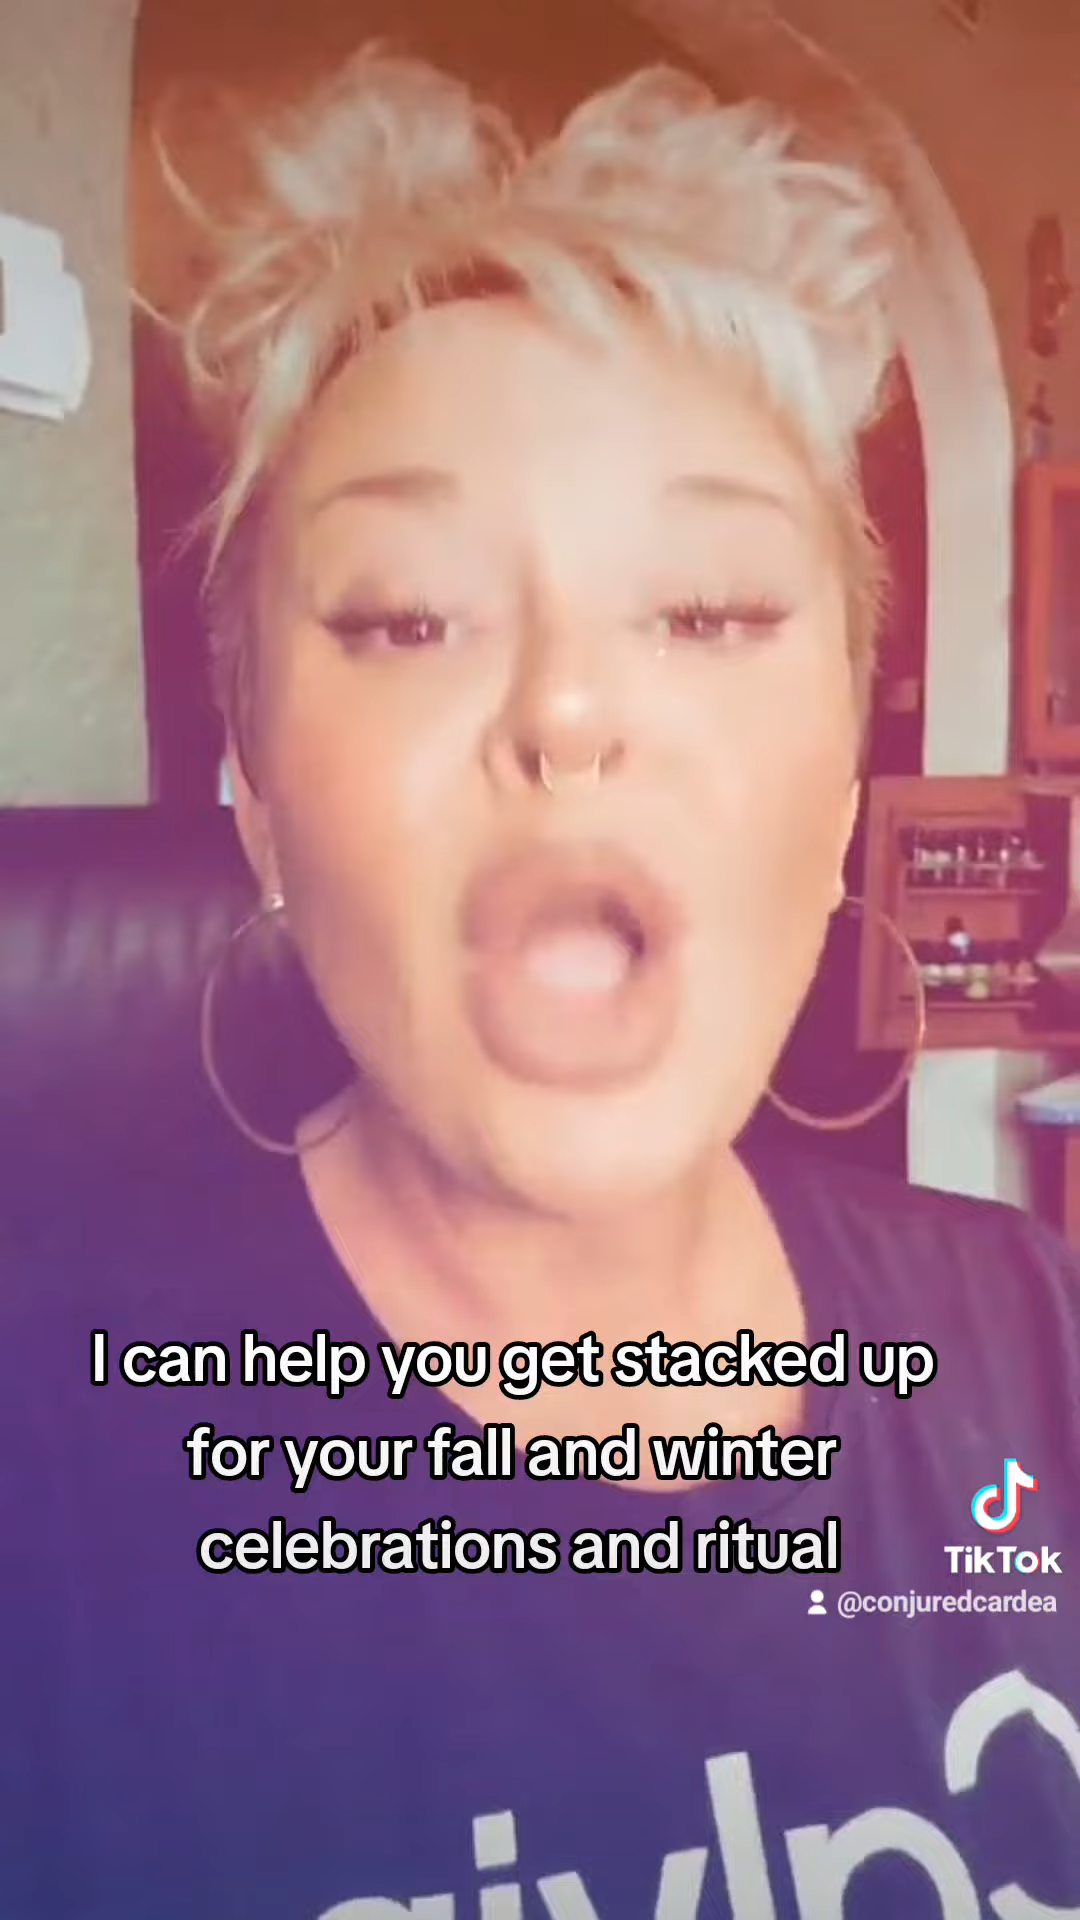 I can help you get stacked up
for your fall and winter
celebrations and ritual
TikTok
@conjuredcardea